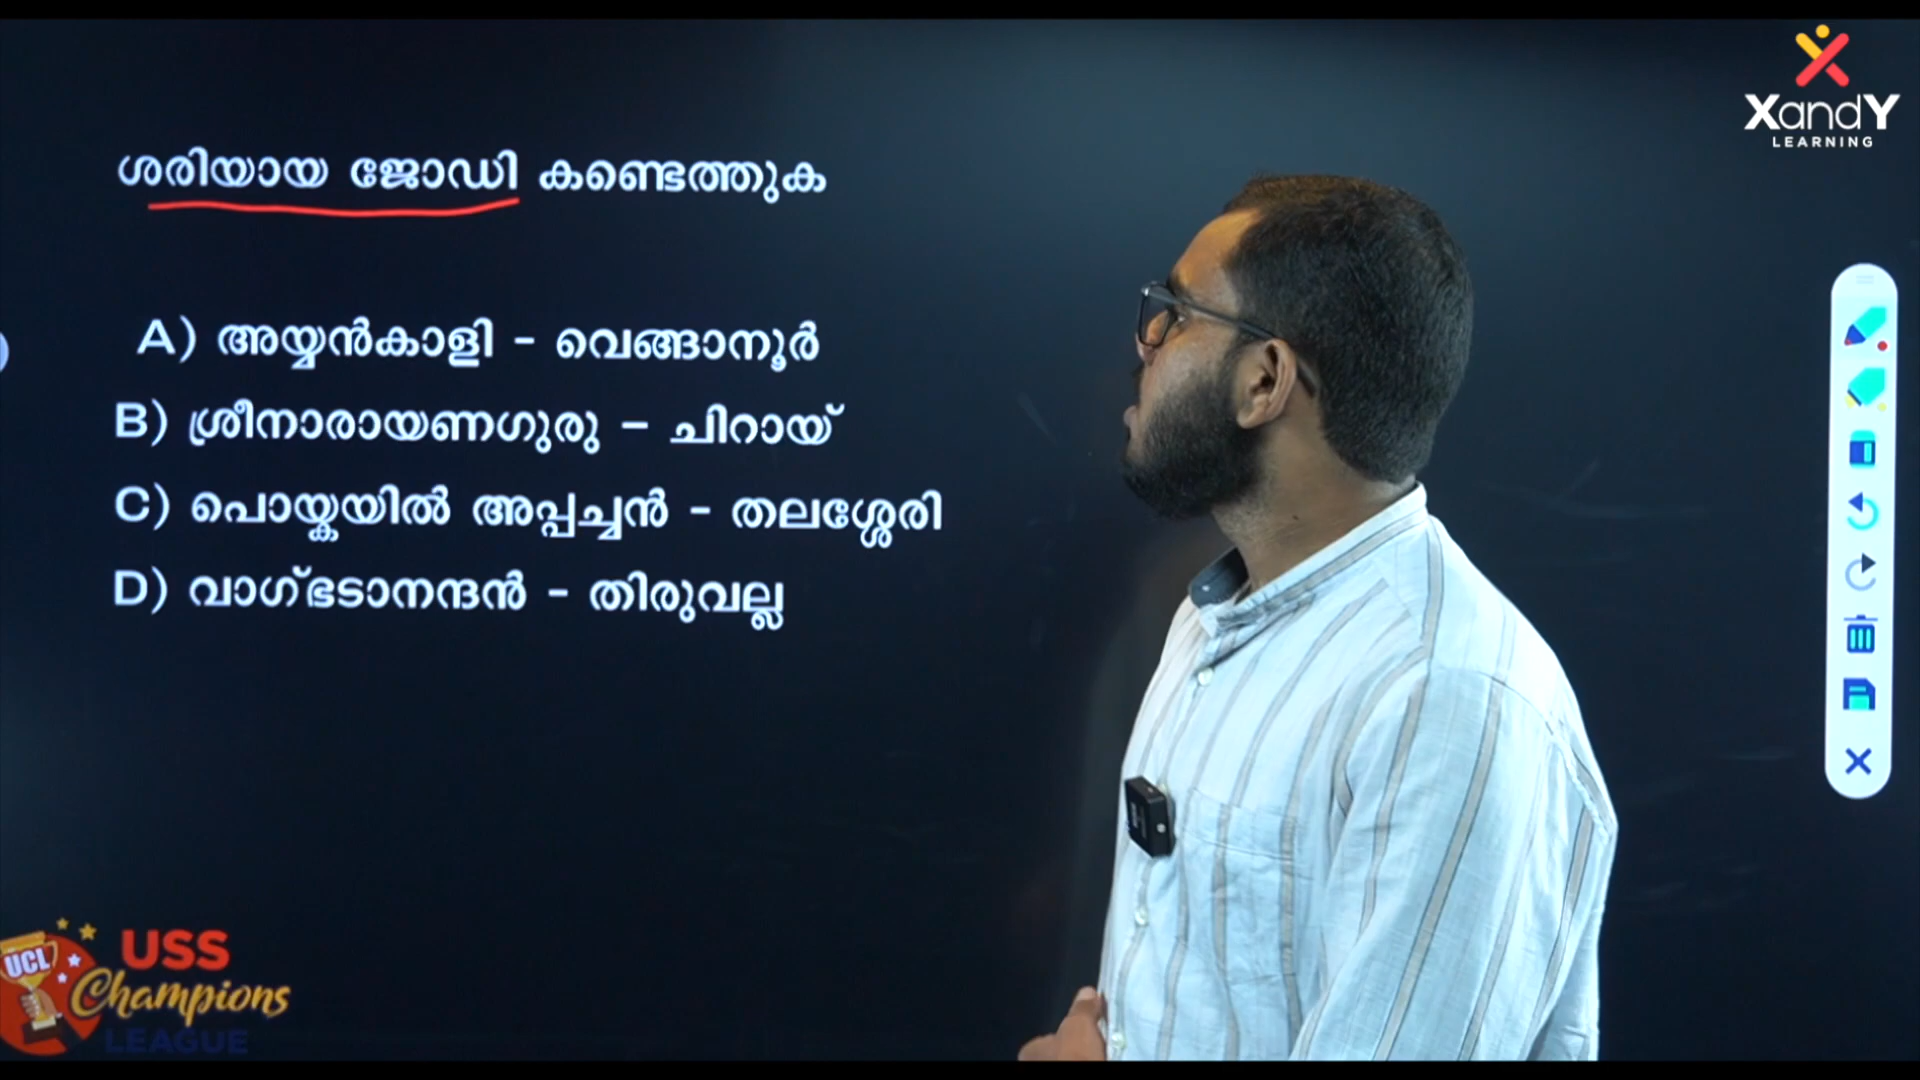 XandY
LEARNING
ശരിയായ ജോഡി കണ്ടെത്തുക
A) അയ്യൻകാളി - വെങ്ങാനൂർ
B) ശ്രീനാരായണഗുരു - ചിറായ്
C) പൊയ്കയിൽ അപ്പച്ചൻ - തലശ്ശേരി
D) വാഗ്ഭടാനന്ദൻ - തിരുവല്ല
UCL
USS
Champions
LEAGUE